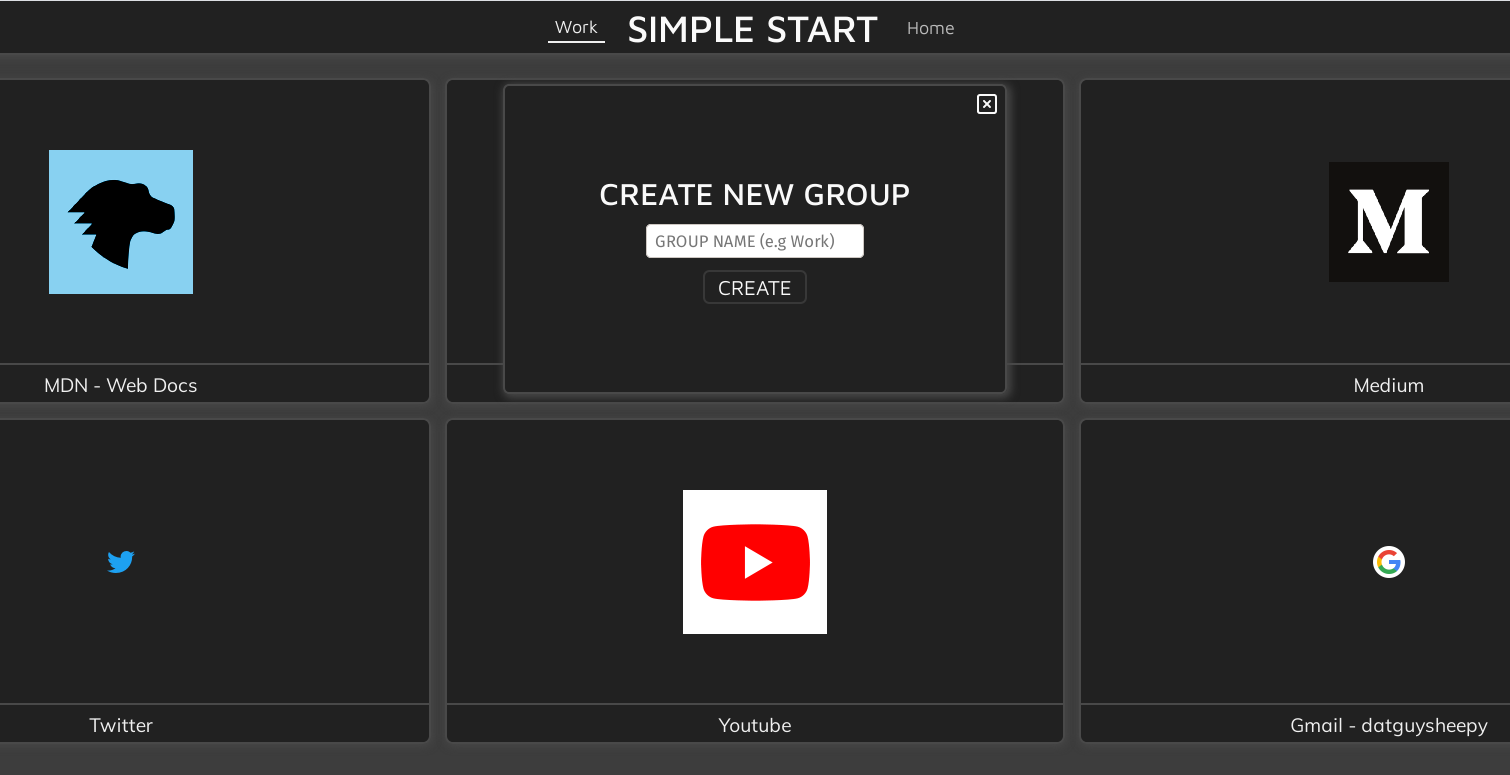 Work
SIMPLE START
Home
CREATE NEW GROUP
GROUP NAME (e.g Work)
CREATE
M
MDN - Web Docs
Medium
Twitter
Youtube
Gmail - datguysheepy